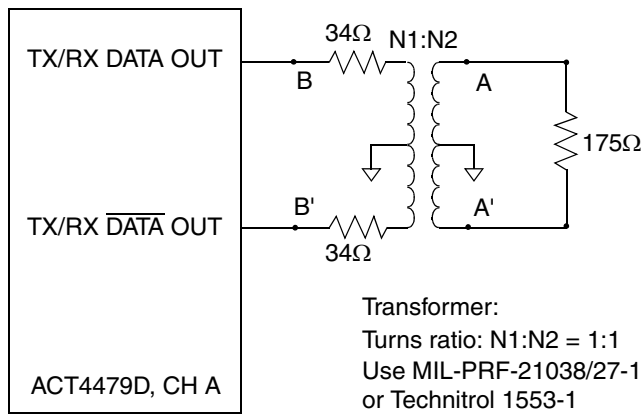 34Ω
N1:N2
TX/RX DATA OUT
B
A
175Ω
TX/RX DATA OUT
B'
A'
34Ω
Transformer:
Turns ratio: N1:N2 = 1:1
Use MIL-PRF-21038/27-1
or Technitrol 1553-1
ACT4479D, CH A